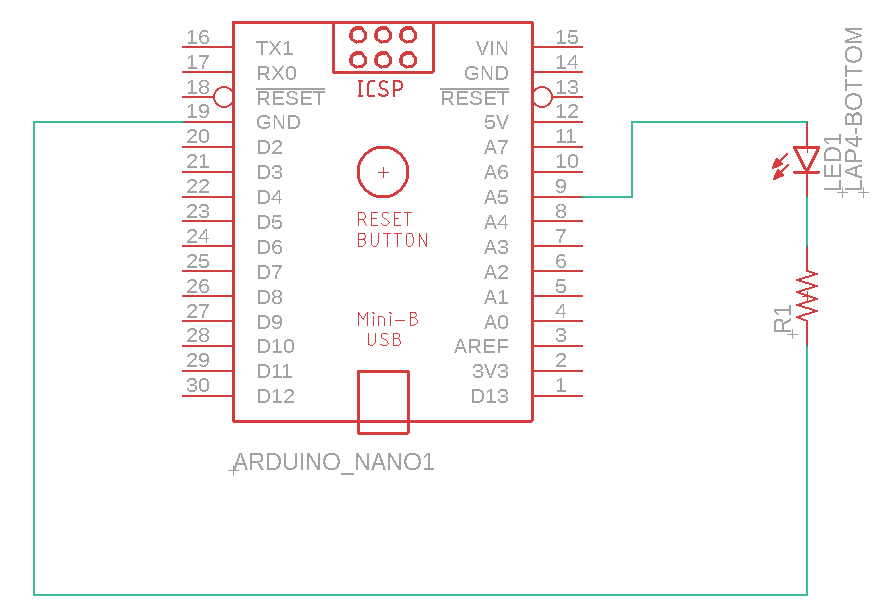 16 TX1
17 RX0
18 RESET
19 GND
20 D2
21 D3
22 D4
23 D5
24 D6
25 D7
26 D8
27 D9
28 D10
29 D11
30 D12
ICSP
RESET
BUTTON
Mini-B
USB
VIN 15
GND 14
RESET 13
5V 12
A7 11
A6 10
A5 9
A4 8
A3 7
A2 6
A1 5
A0 4
AREF 3
3V3 2
D13 1
ARDUINO_NANO1
LED1
LAP4-BOTTOM
R1